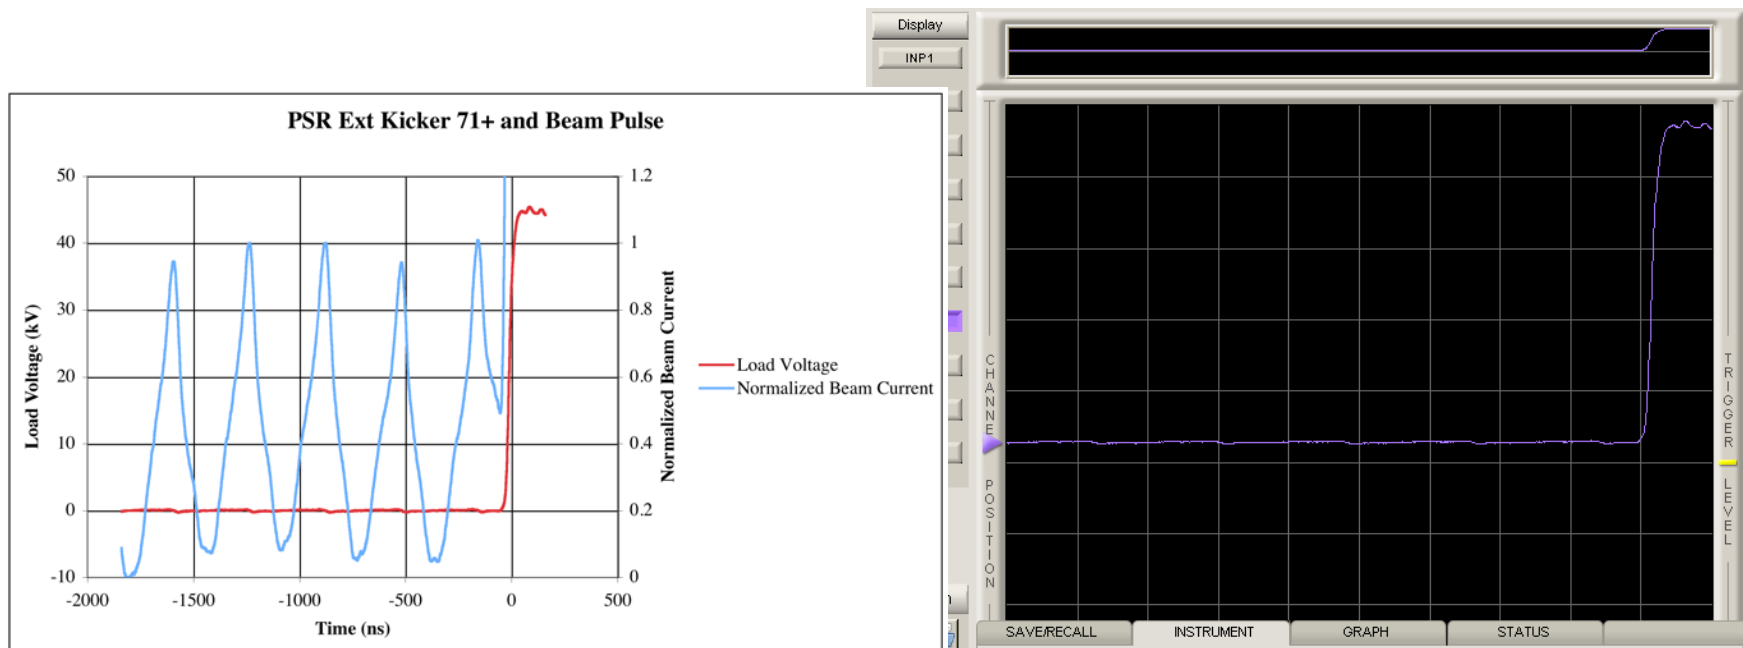 Display
INP1
PSR Ext Kicker 71+ and Beam Pulse
50
40
30
20
10
0
-10
1.2
1
0.8
0.6
0.4
0.2
0
-2000
-1500
-1000
-500
0
500
Load Voltage (kV)
Normalized Beam Current
Time (ns)
Load Voltage
Normalized Beam Current
CHANNEL
POSITION
TRIGGER
LEVEL
SAVE/RECALL
INSTRUMENT
GRAPH
STATUS